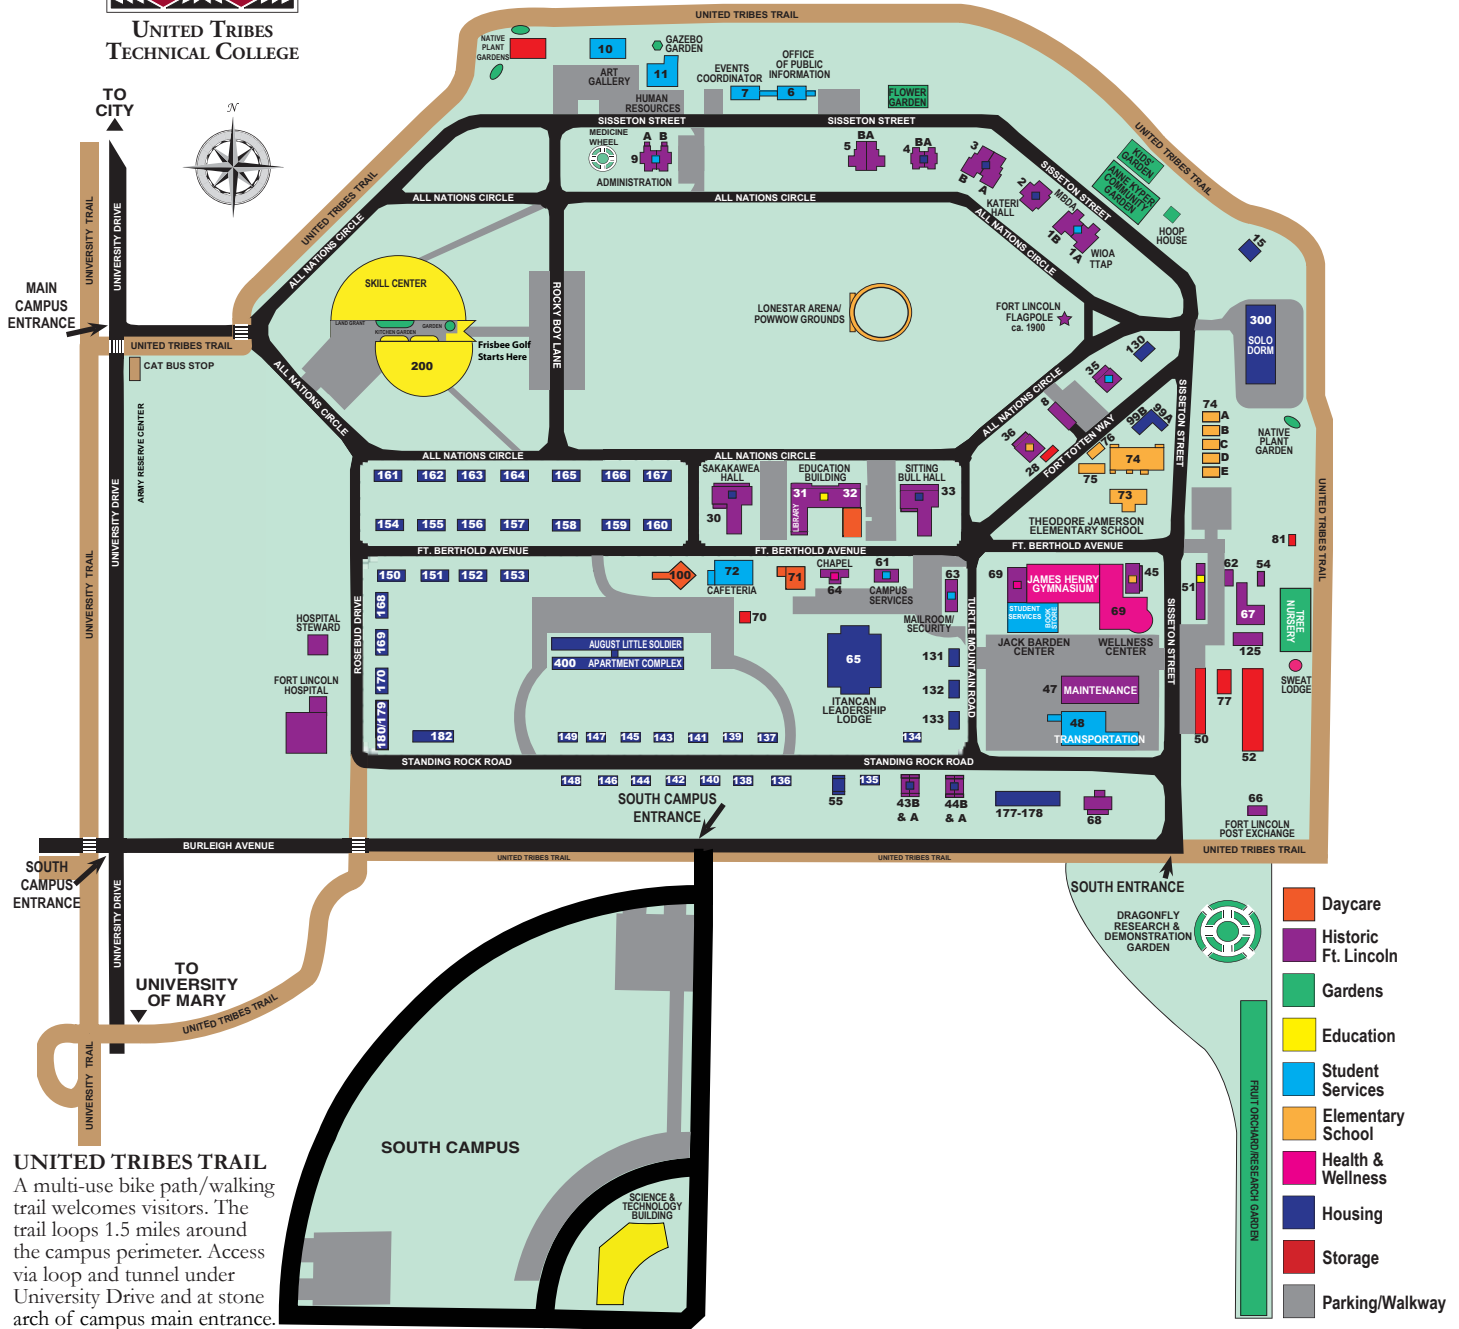 UNITED TRIBES
TECHNICAL COLLEGE
UNITED TRIBES TRAIL
NATIVE
PLANT
GARDENS
10
ART
GALLERY
GAZEBO
GARDEN
11
HUMAN
RESOURCES
EVENTS
COORDINATOR
OFFICE
OF PUBLIC
INFORMATION
7
6
FLOWER
GARDEN
TO
CITY
N
SISSETON STREET
SISSETON STREET
MEDICINE
WHEEL
A B
9
ADMINISTRATION
BA
5
BA
4
3
B
A
2
KATERI
HALL
MBDA
1B
1A
WIOA
TTAP
SISSETON STREET
KIDS'
GARDEN
ANNE KYPER
COMMUNITY
GARDEN
UNITED TRIBES TRAIL
HOOP
HOUSE
15
UNITED TRIBES TRAIL
ALL NATIONS CIRCLE
ALL NATIONS CIRCLE
ALL NATIONS CIRCLE
ALL NATIONS CIRCLE
UNIVERSITY TRAIL
UNIVERSITY DRIVE
MAIN
CAMPUS
ENTRANCE
UNITED TRIBES TRAIL
CAT BUS STOP
ARMY RESERVE CENTER
SKILL CENTER
LAND GRANT
KITCHEN GARDEN
GARDEN
200
Frisbee Golf
Starts Here
ROCKY BOY LANE
LONESTAR ARENA/
POWWOW GROUNDS
FORT LINCOLN
FLAGPOLE
ca. 1900
300
SOLO
DORM
130
35
8
36
28
ALL NATIONS CIRCLE
FORT TOTTEN WAY
99B
99A
76
74
75
73
THEODORE JAMERSON
ELEMENTARY SCHOOL
SISSETON STREET
74
A
B
C
D
E
NATIVE
PLANT
GARDEN
UNITED TRIBES TRAIL
ALL NATIONS CIRCLE
ALL NATIONS CIRCLE
ALL NATIONS CIRCLE
161
162
163
164
165
166
167
154
155
156
157
158
159
160
SAKAKAWEA
HALL
30
EDUCATION
BUILDING
31
32
LIBRARY
SITTING
BULL HALL
33
FT. BERTHOLD AVENUE
FT. BERTHOLD AVENUE
FT. BERTHOLD AVENUE
UNIVERSITY DRIVE
UNIVERSITY TRAIL
150
151
152
153
168
169
170
180/179
182
ROSEBUD DRIVE
HOSPITAL
STEWARD
FORT LINCOLN
HOSPITAL
100
72
CAFETERIA
71
70
CHAPEL
64
61
CAMPUS
SERVICES
63
MAILROOM/
SECURITY
AUGUST LITTLE SOLDIER
400 APARTMENT COMPLEX
65
ITANCAN
LEADERSHIP
LODGE
131
132
133
134
TURTLE MOUNTAIN ROAD
69
JAMES HENRY
GYMNASIUM
45
STUDENT
SERVICES
BOOK
STORE
69
JACK BARDEN
CENTER
WELLNESS
CENTER
47
MAINTENANCE
48
TRANSPORTATION
SISSETON STREET
81
51
62
54
67
125
TREE
NURSERY
SWEAT
LODGE
50
77
52
149
147
145
143
141
139
137
STANDING ROCK ROAD
STANDING ROCK ROAD
148
146
144
142
140
138
136
55
135
43B
& A
44B
& A
177-178
68
66
FORT LINCOLN
POST EXCHANGE
SOUTH CAMPUS
ENTRANCE
BURLEIGH AVENUE
UNITED TRIBES TRAIL
UNITED TRIBES TRAIL
UNITED TRIBES TRAIL
SOUTH
CAMPUS
ENTRANCE
UNIVERSITY DRIVE
TO
UNIVERSITY
OF MARY
UNITED TRIBES TRAIL
UNIVERSITY TRAIL
SOUTH ENTRANCE
DRAGONFLY
RESEARCH &
DEMONSTRATION
GARDEN
FRUIT ORCHARD/RESEARCH GARDEN
SOUTH CAMPUS
SCIENCE &
TECHNOLOGY
BUILDING
UNITED TRIBES TRAIL
A multi-use bike path/walking
trail welcomes visitors. The
trail loops 1.5 miles around
the campus perimeter. Access
via loop and tunnel under
University Drive and at stone
arch of campus main entrance.
Daycare
Historic
Ft. Lincoln
Gardens
Education
Student
Services
Elementary
School
Health &
Wellness
Housing
Storage
Parking/Walkway